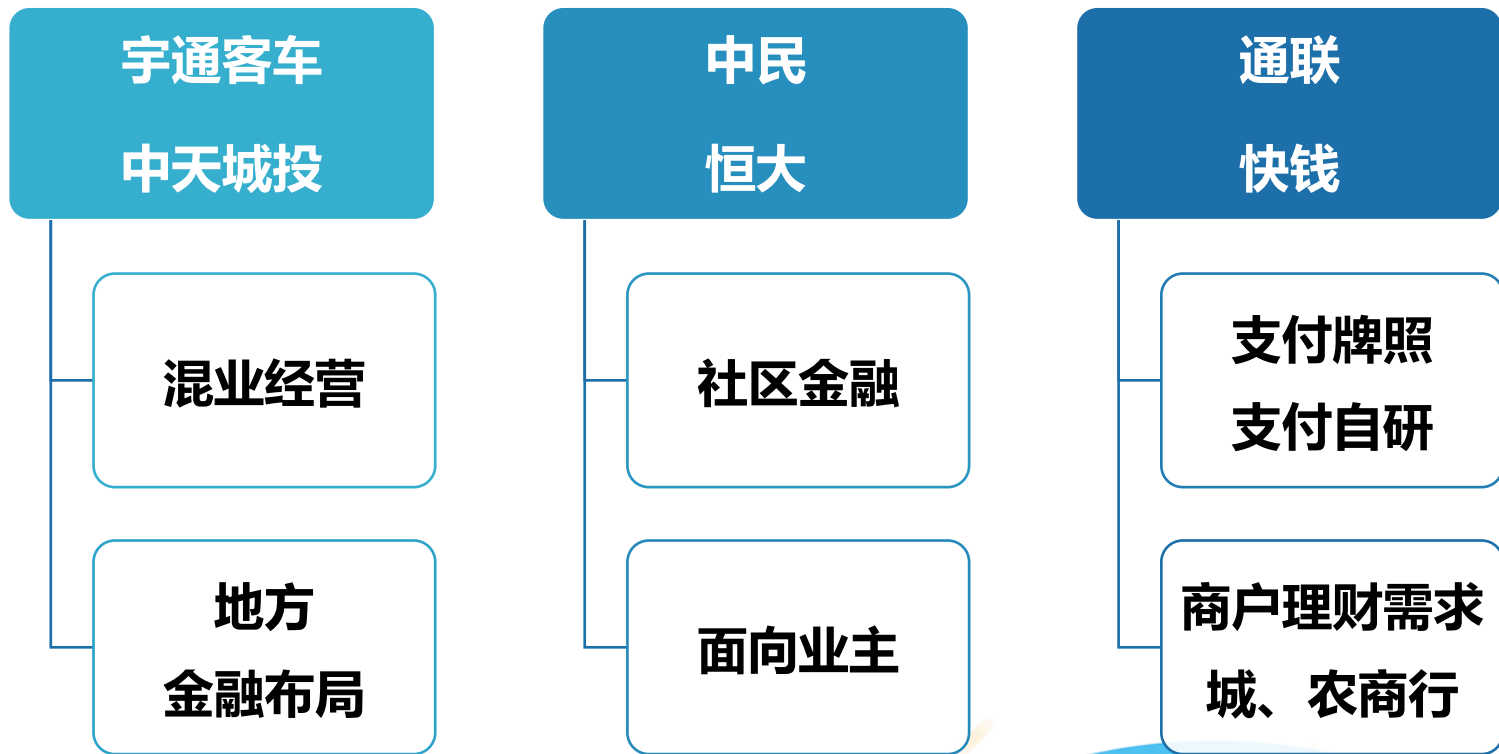 宇通客车
中天城投
混业经营
地方
金融布局
中民
恒大
社区金融
面向业主
通联
快钱
支付牌照
支付自研
商户理财需求
城、农商行